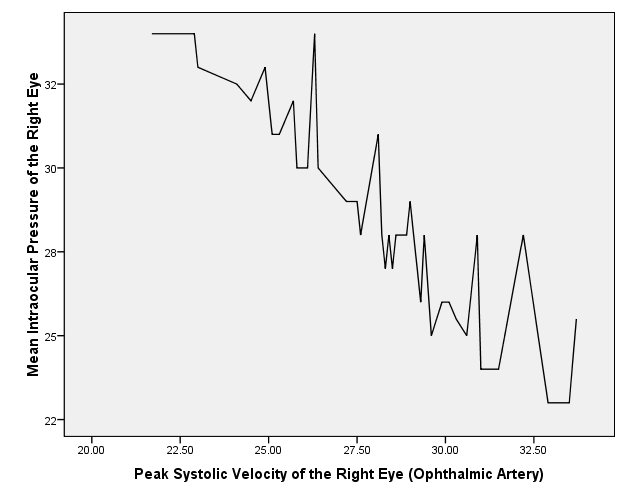 Mean Intraocular Pressure of the Right Eye
32
30
28
25
22
20.00 22.50 25.00 27.50 30.00 32.50
Peak Systolic Velocity of the Right Eye (Ophthalmic Artery)